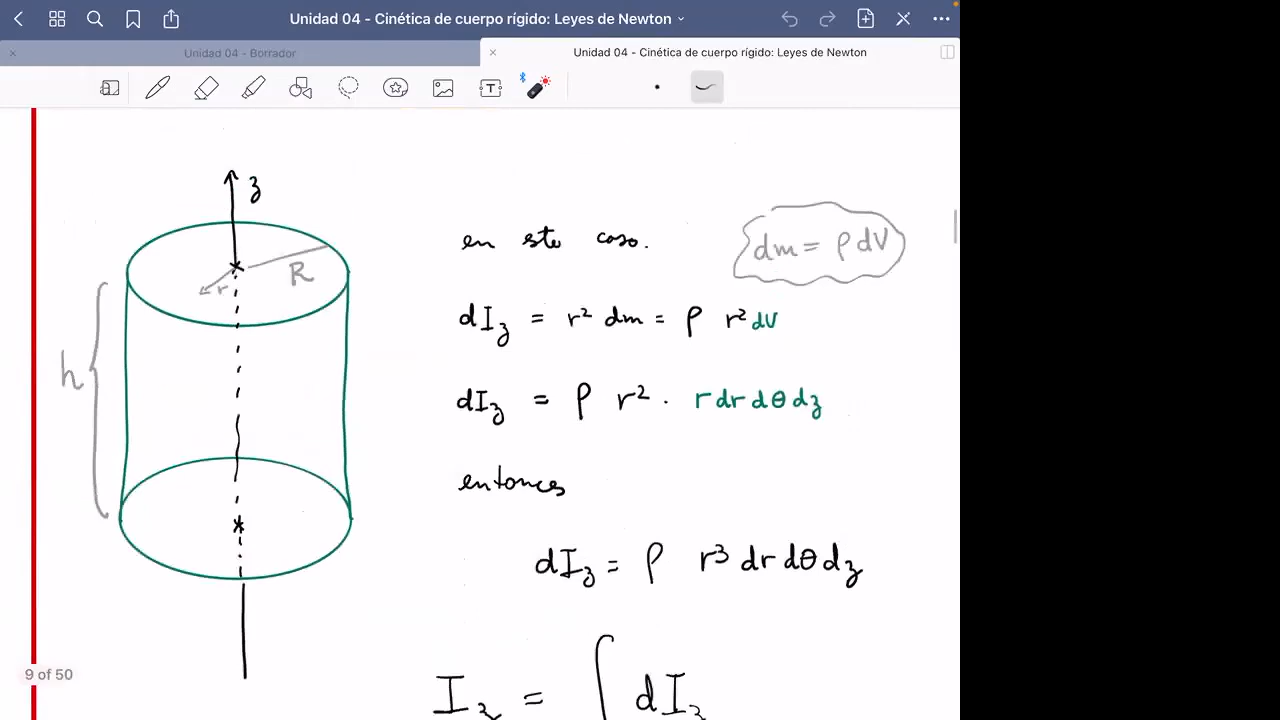 Unidad 04 - Cinética de cuerpo rígido: Leyes de Newton
Unidad 04 - Borrador
Unidad 04 - Cinética de cuerpo rígido: Leyes de Newton
z
R
r
h
en este caso.
dm = ρ dV
dI_z = r² dm = ρ r² dV
dI_z = ρ r² · r dr dθ dz
entonces
dI_z = ρ r³ dr dθ dz
I_z = ∫ dI_z
9 of 50